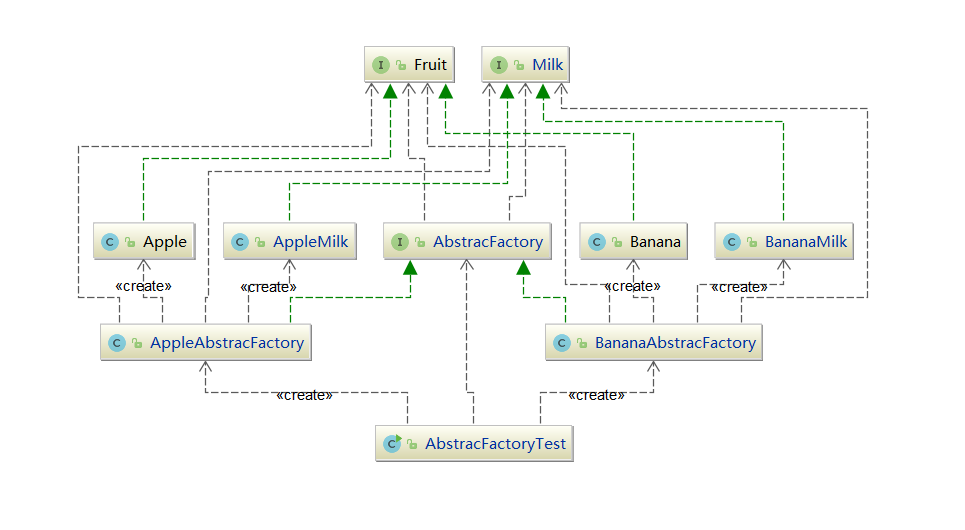 I Fruit
I Milk
C Apple
C AppleMilk
I AbstracFactory
C Banana
C BananaMilk
«create»
«create»
«create»
«create»
C AppleAbstracFactory
C BananaAbstracFactory
«create»
«create»
C AbstracFactoryTest